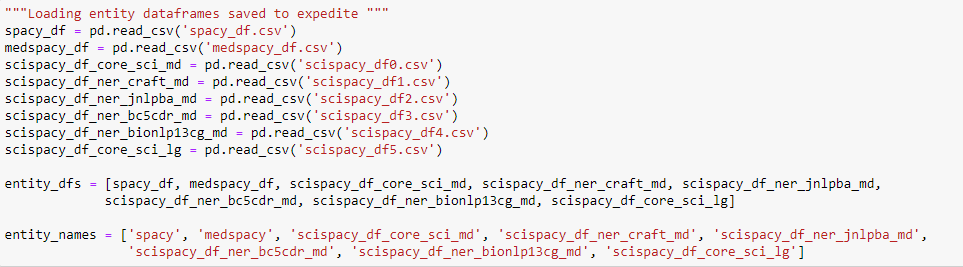 """Loading entity dataframes saved to expedite """
spacy_df = pd.read_csv('spacy_df.csv')
medspacy_df = pd.read_csv('medspacy_df.csv')
scispacy_df_core_sci_md = pd.read_csv('scispacy_df0.csv')
scispacy_df_ner_craft_md = pd.read_csv('scispacy_df1.csv')
scispacy_df_ner_jnlpba_md = pd.read_csv('scispacy_df2.csv')
scispacy_df_ner_bc5cdr_md = pd.read_csv('scispacy_df3.csv')
scispacy_df_ner_bionlp13cg_md = pd.read_csv('scispacy_df4.csv')
scispacy_df_core_sci_lg = pd.read_csv('scispacy_df5.csv')

entity_dfs = [spacy_df, medspacy_df, scispacy_df_core_sci_md, scispacy_df_ner_craft_md, scispacy_df_ner_jnlpba_md,
             scispacy_df_ner_bc5cdr_md, scispacy_df_ner_bionlp13cg_md, scispacy_df_core_sci_lg]

entity_names = ['spacy', 'medspacy', 'scispacy_df_core_sci_md', 'scispacy_df_ner_craft_md', 'scispacy_df_ner_jnlpba_md',
                'scispacy_df_ner_bc5cdr_md', 'scispacy_df_ner_bionlp13cg_md', 'scispacy_df_core_sci_lg']